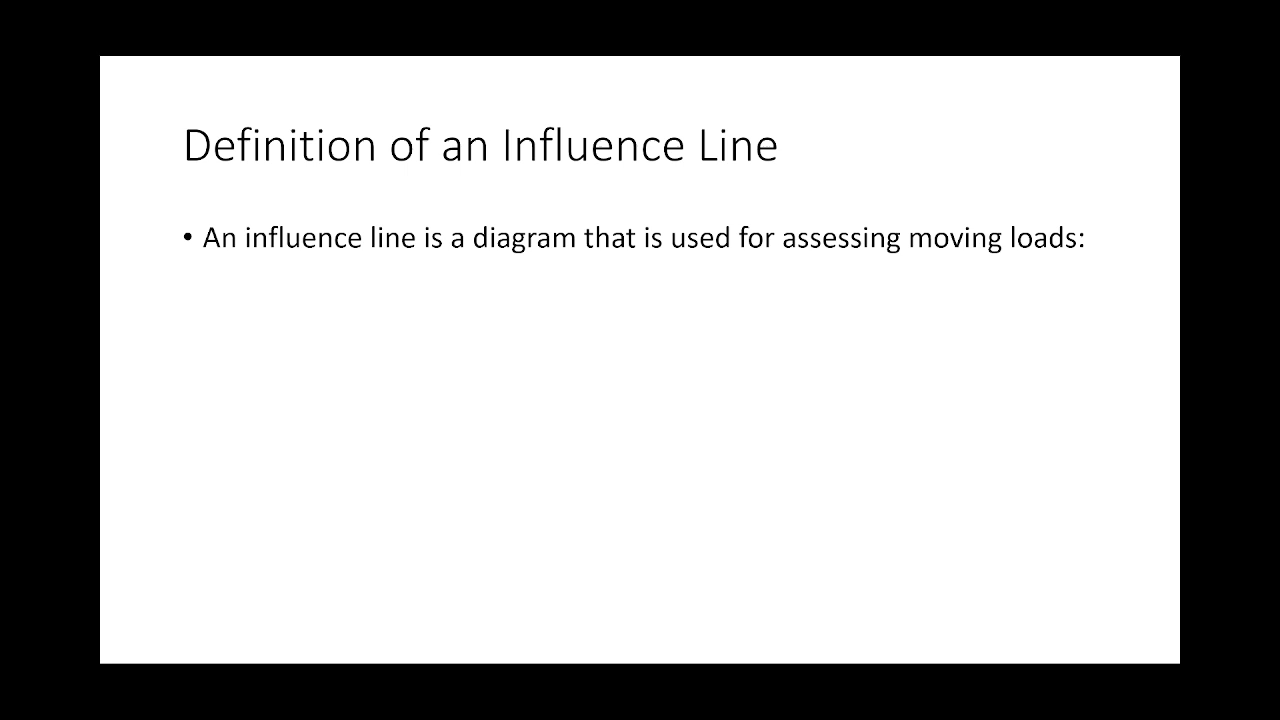 Definition of an Influence Line
• An influence line is a diagram that is used for assessing moving loads: